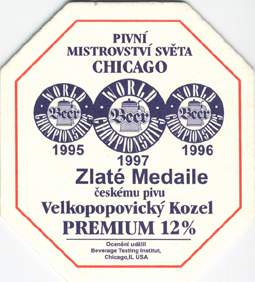 PIVNÍ
MISTROVSTVÍ SVĚTA
CHICAGO
WORLD Beer CHAMPIONSHIPS
WORLD Beer CHAMPIONSHIPS
WORLD Beer CHAMPIONSHIPS
1995
1997
1996
Zlaté Medaile
českému pivu
Velkopopovický Kozel
PREMIUM 12%
Ocenění udělil
Beverage Testing Institut,
Chicago,IL USA